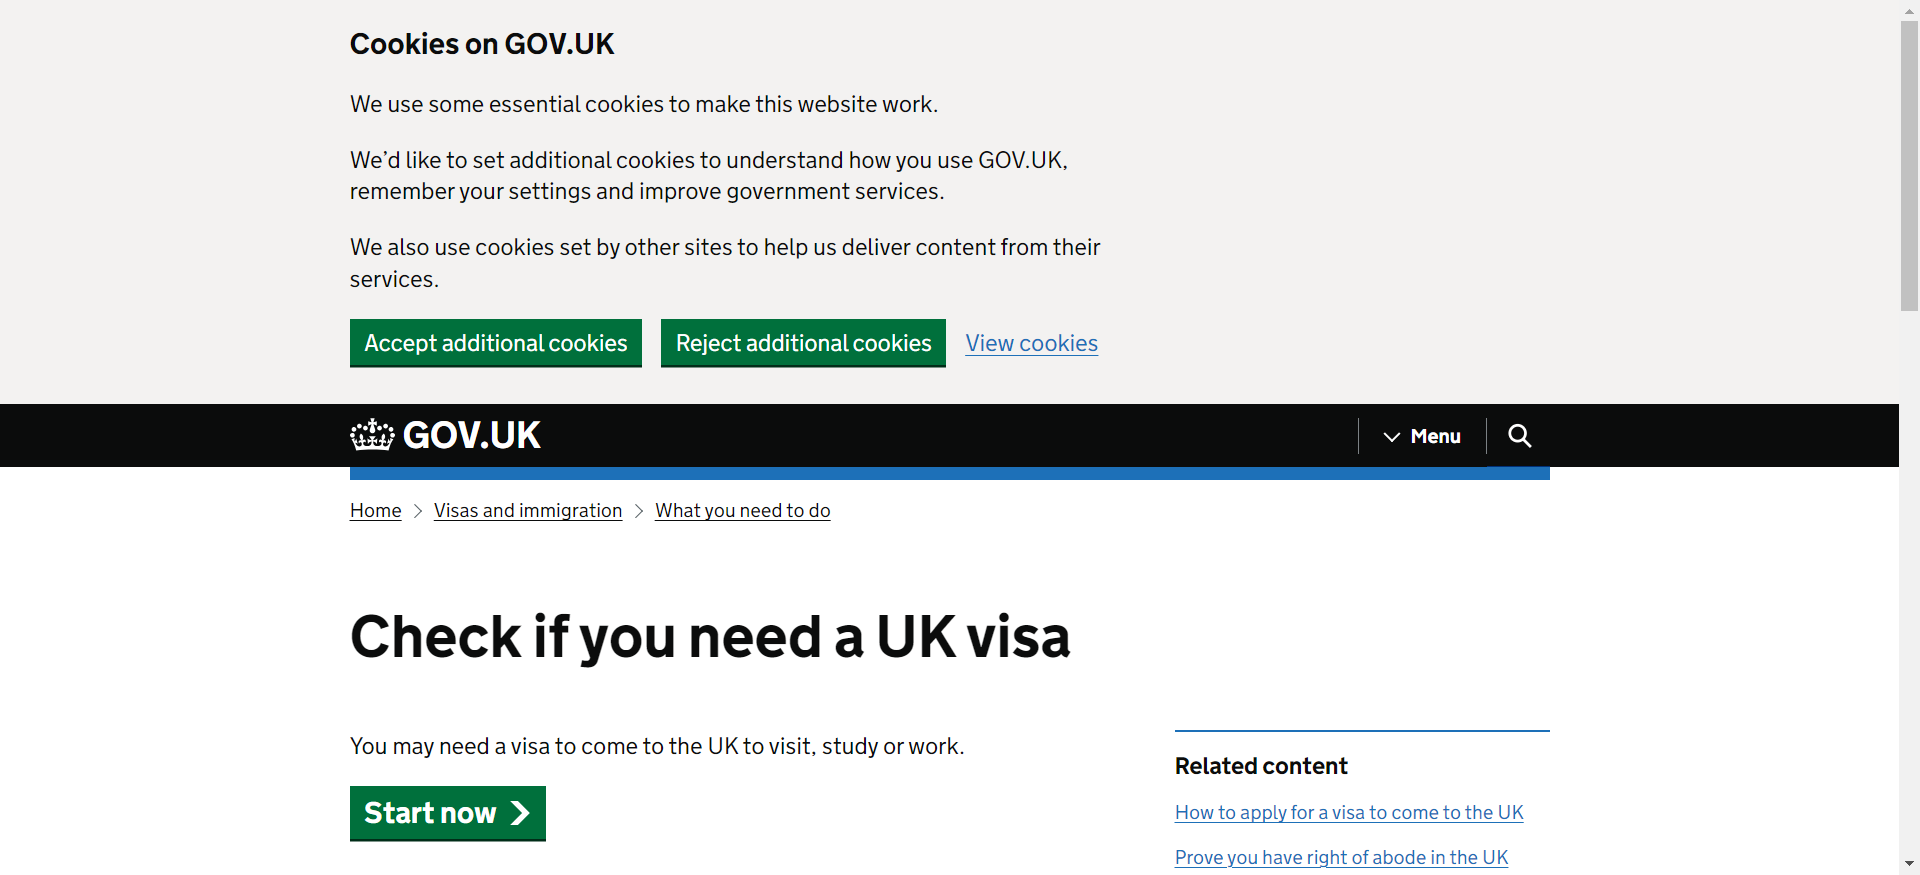 Cookies on GOV.UK
We use some essential cookies to make this website work.
We’d like to set additional cookies to understand how you use GOV.UK,
remember your settings and improve government services.
We also use cookies set by other sites to help us deliver content from their
services.
Accept additional cookies
Reject additional cookies
View cookies
GOV.UK
Menu
Home
Visas and immigration
What you need to do
Check if you need a UK visa
You may need a visa to come to the UK to visit, study or work.
Start now
Related content
How to apply for a visa to come to the UK
Prove you have right of abode in the UK